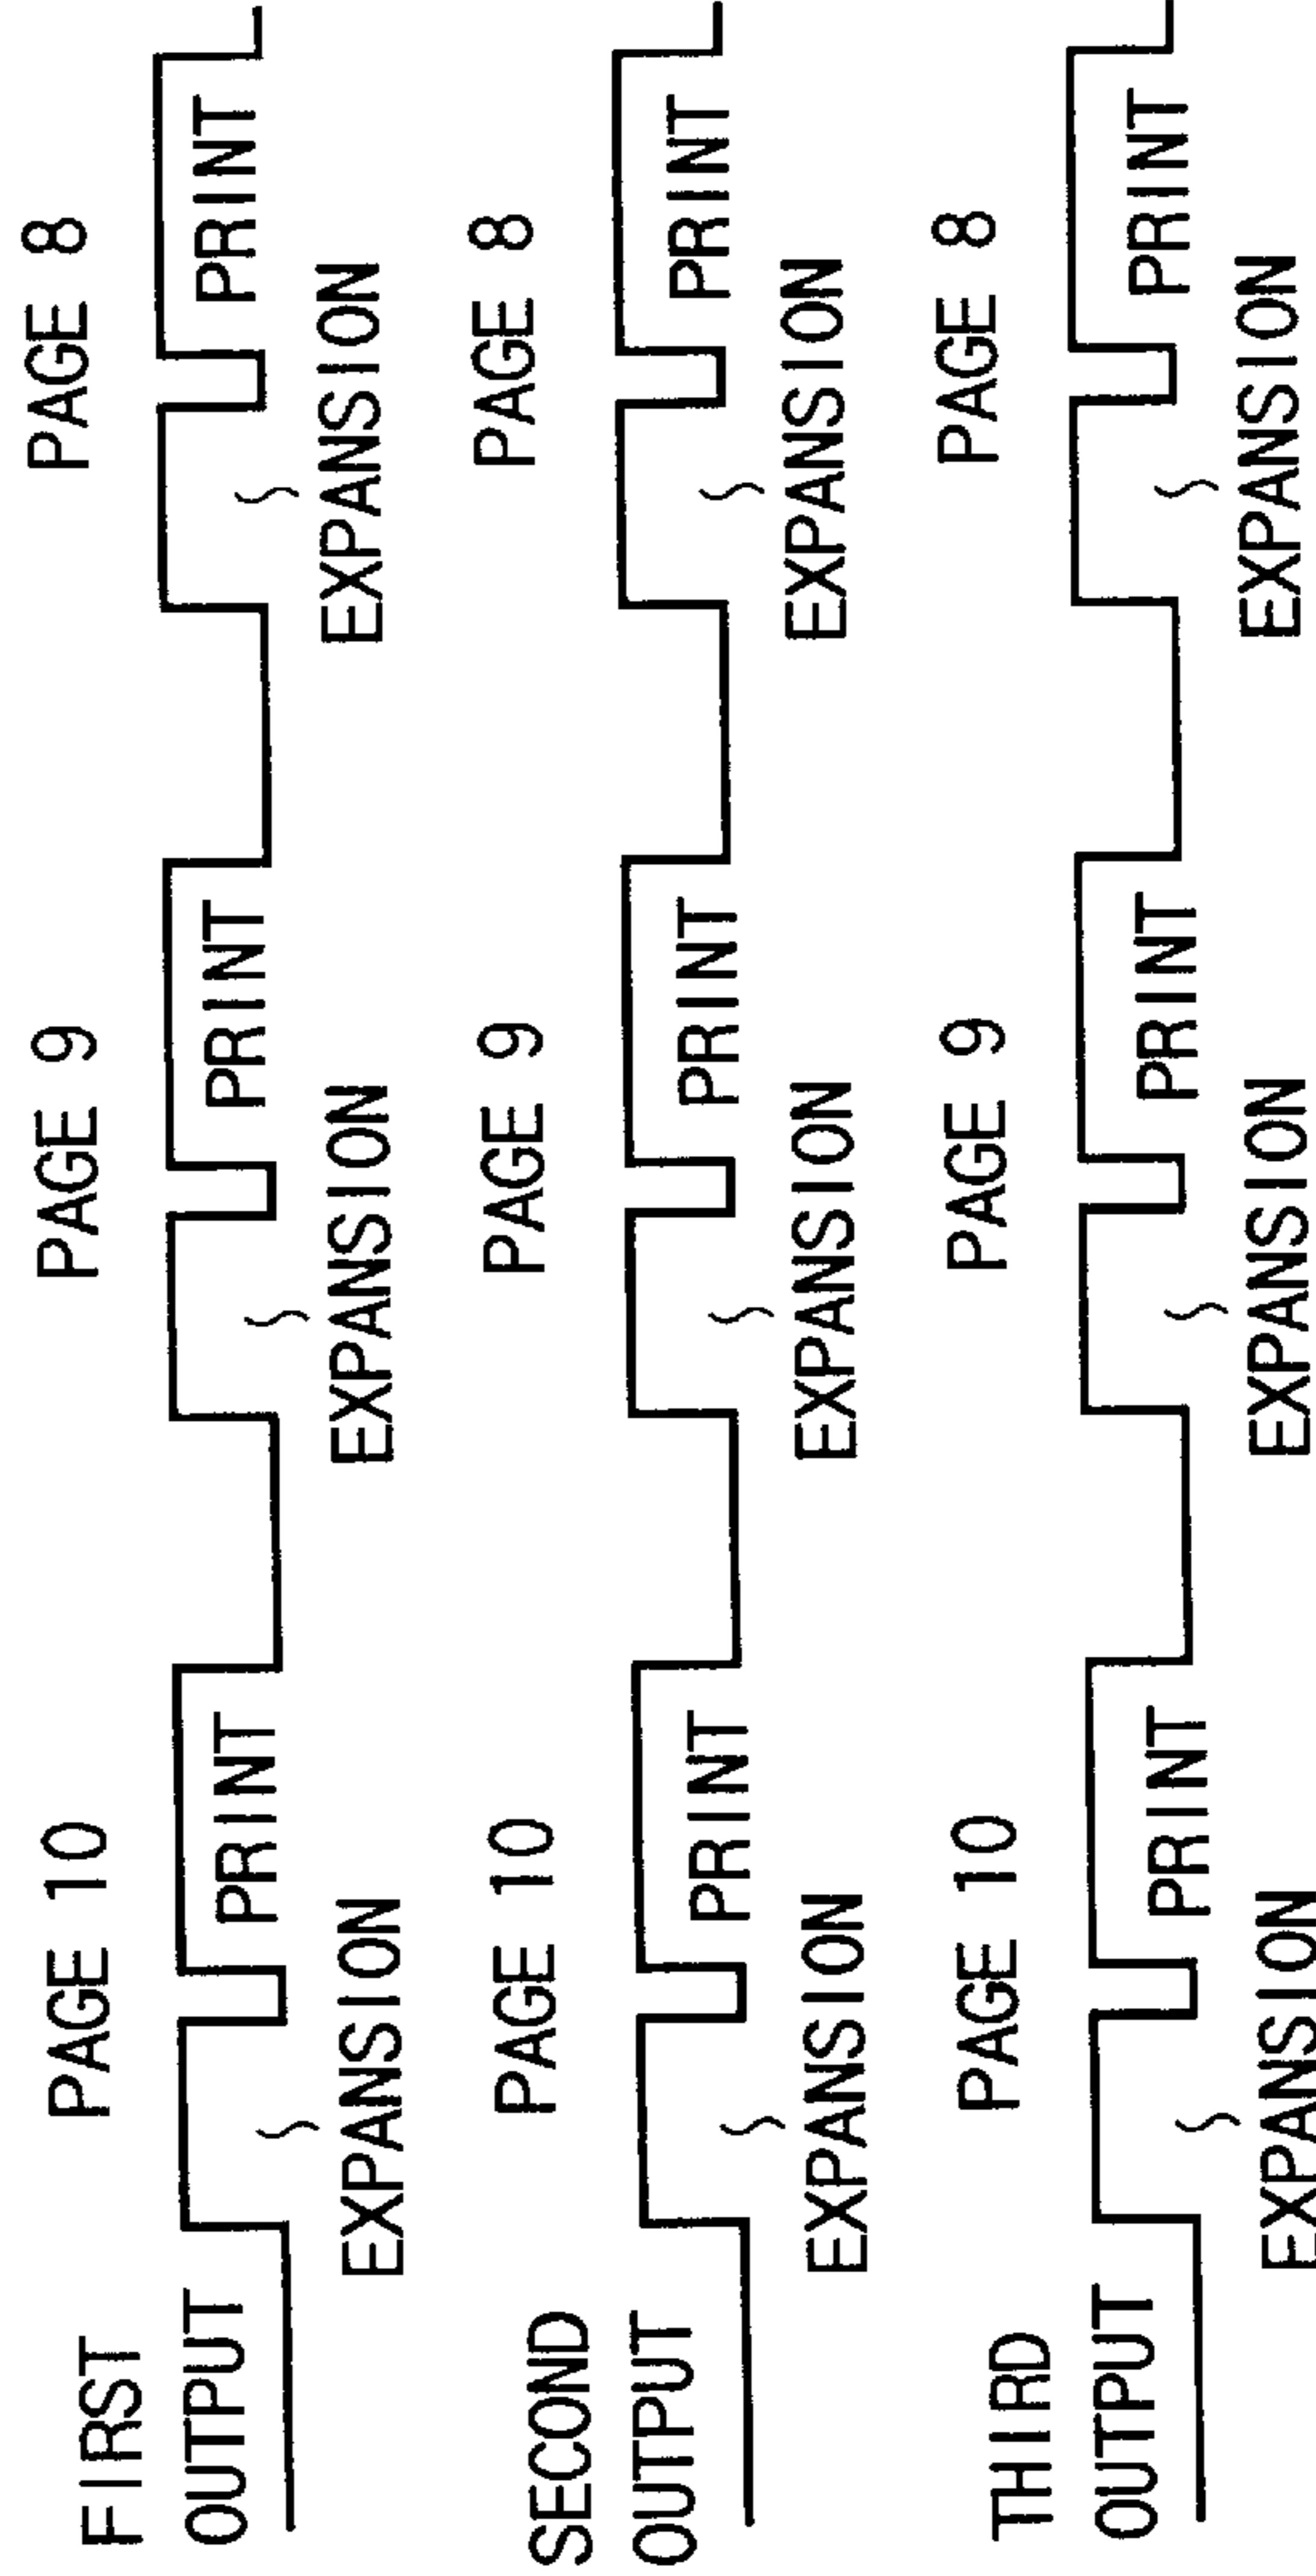 PAGE 10 PAGE 9 PAGE 8
FIRST
OUTPUT
PRINT PRINT PRINT
EXPANSION EXPANSION EXPANSION
PAGE 10 PAGE 9 PAGE 8
SECOND
OUTPUT
PRINT PRINT PRINT
EXPANSION EXPANSION EXPANSION
PAGE 10 PAGE 9 PAGE 8
THIRD
OUTPUT
PRINT PRINT PRINT
EXPANSION EXPANSION EXPANSION